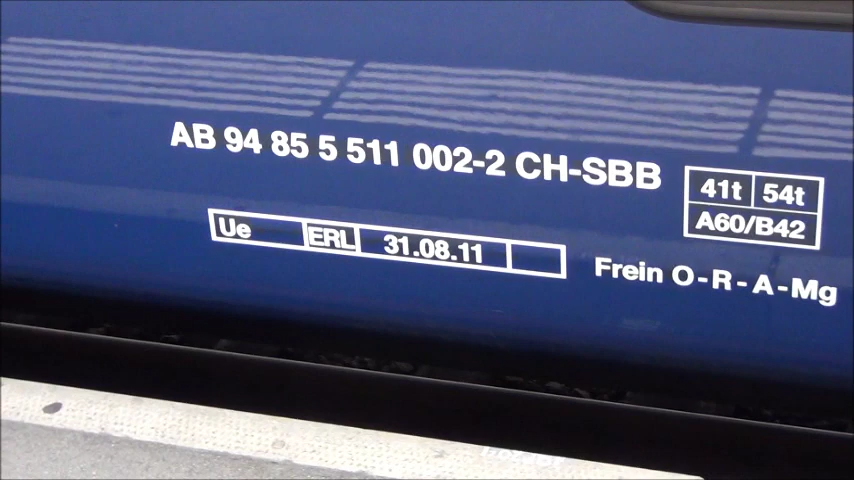 AB 94 85 5 511 002-2 CH-SBB
41t 54t
A60/B42
Ue ERL 31.08.11
Frein O-R-A-Mg